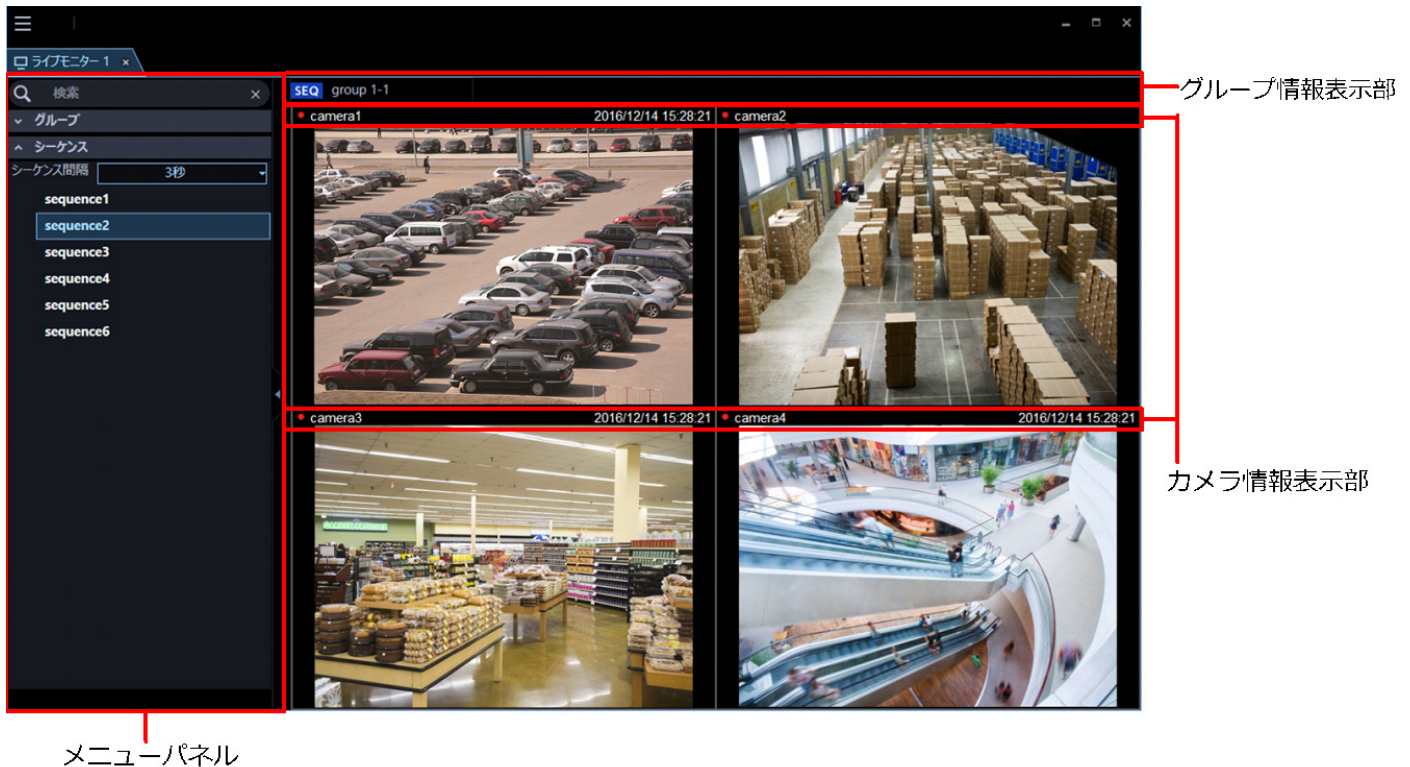 ライブモニター 1 ×
検索 ×
グループ
シーケンス
シーケンス間隔 3秒
sequence1
sequence2
sequence3
sequence4
sequence5
sequence6
SEQ group 1-1
camera1 2016/12/14 15:28:21
camera2
camera3 2016/12/14 15:28:21
camera4 2016/12/14 15:28:21
グループ情報表示部
カメラ情報表示部
メニューパネル